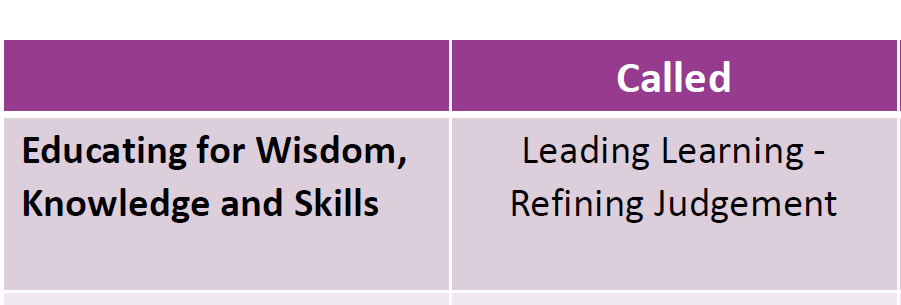 Called
Educating for Wisdom,
Knowledge and Skills
Leading Learning -
Refining Judgement